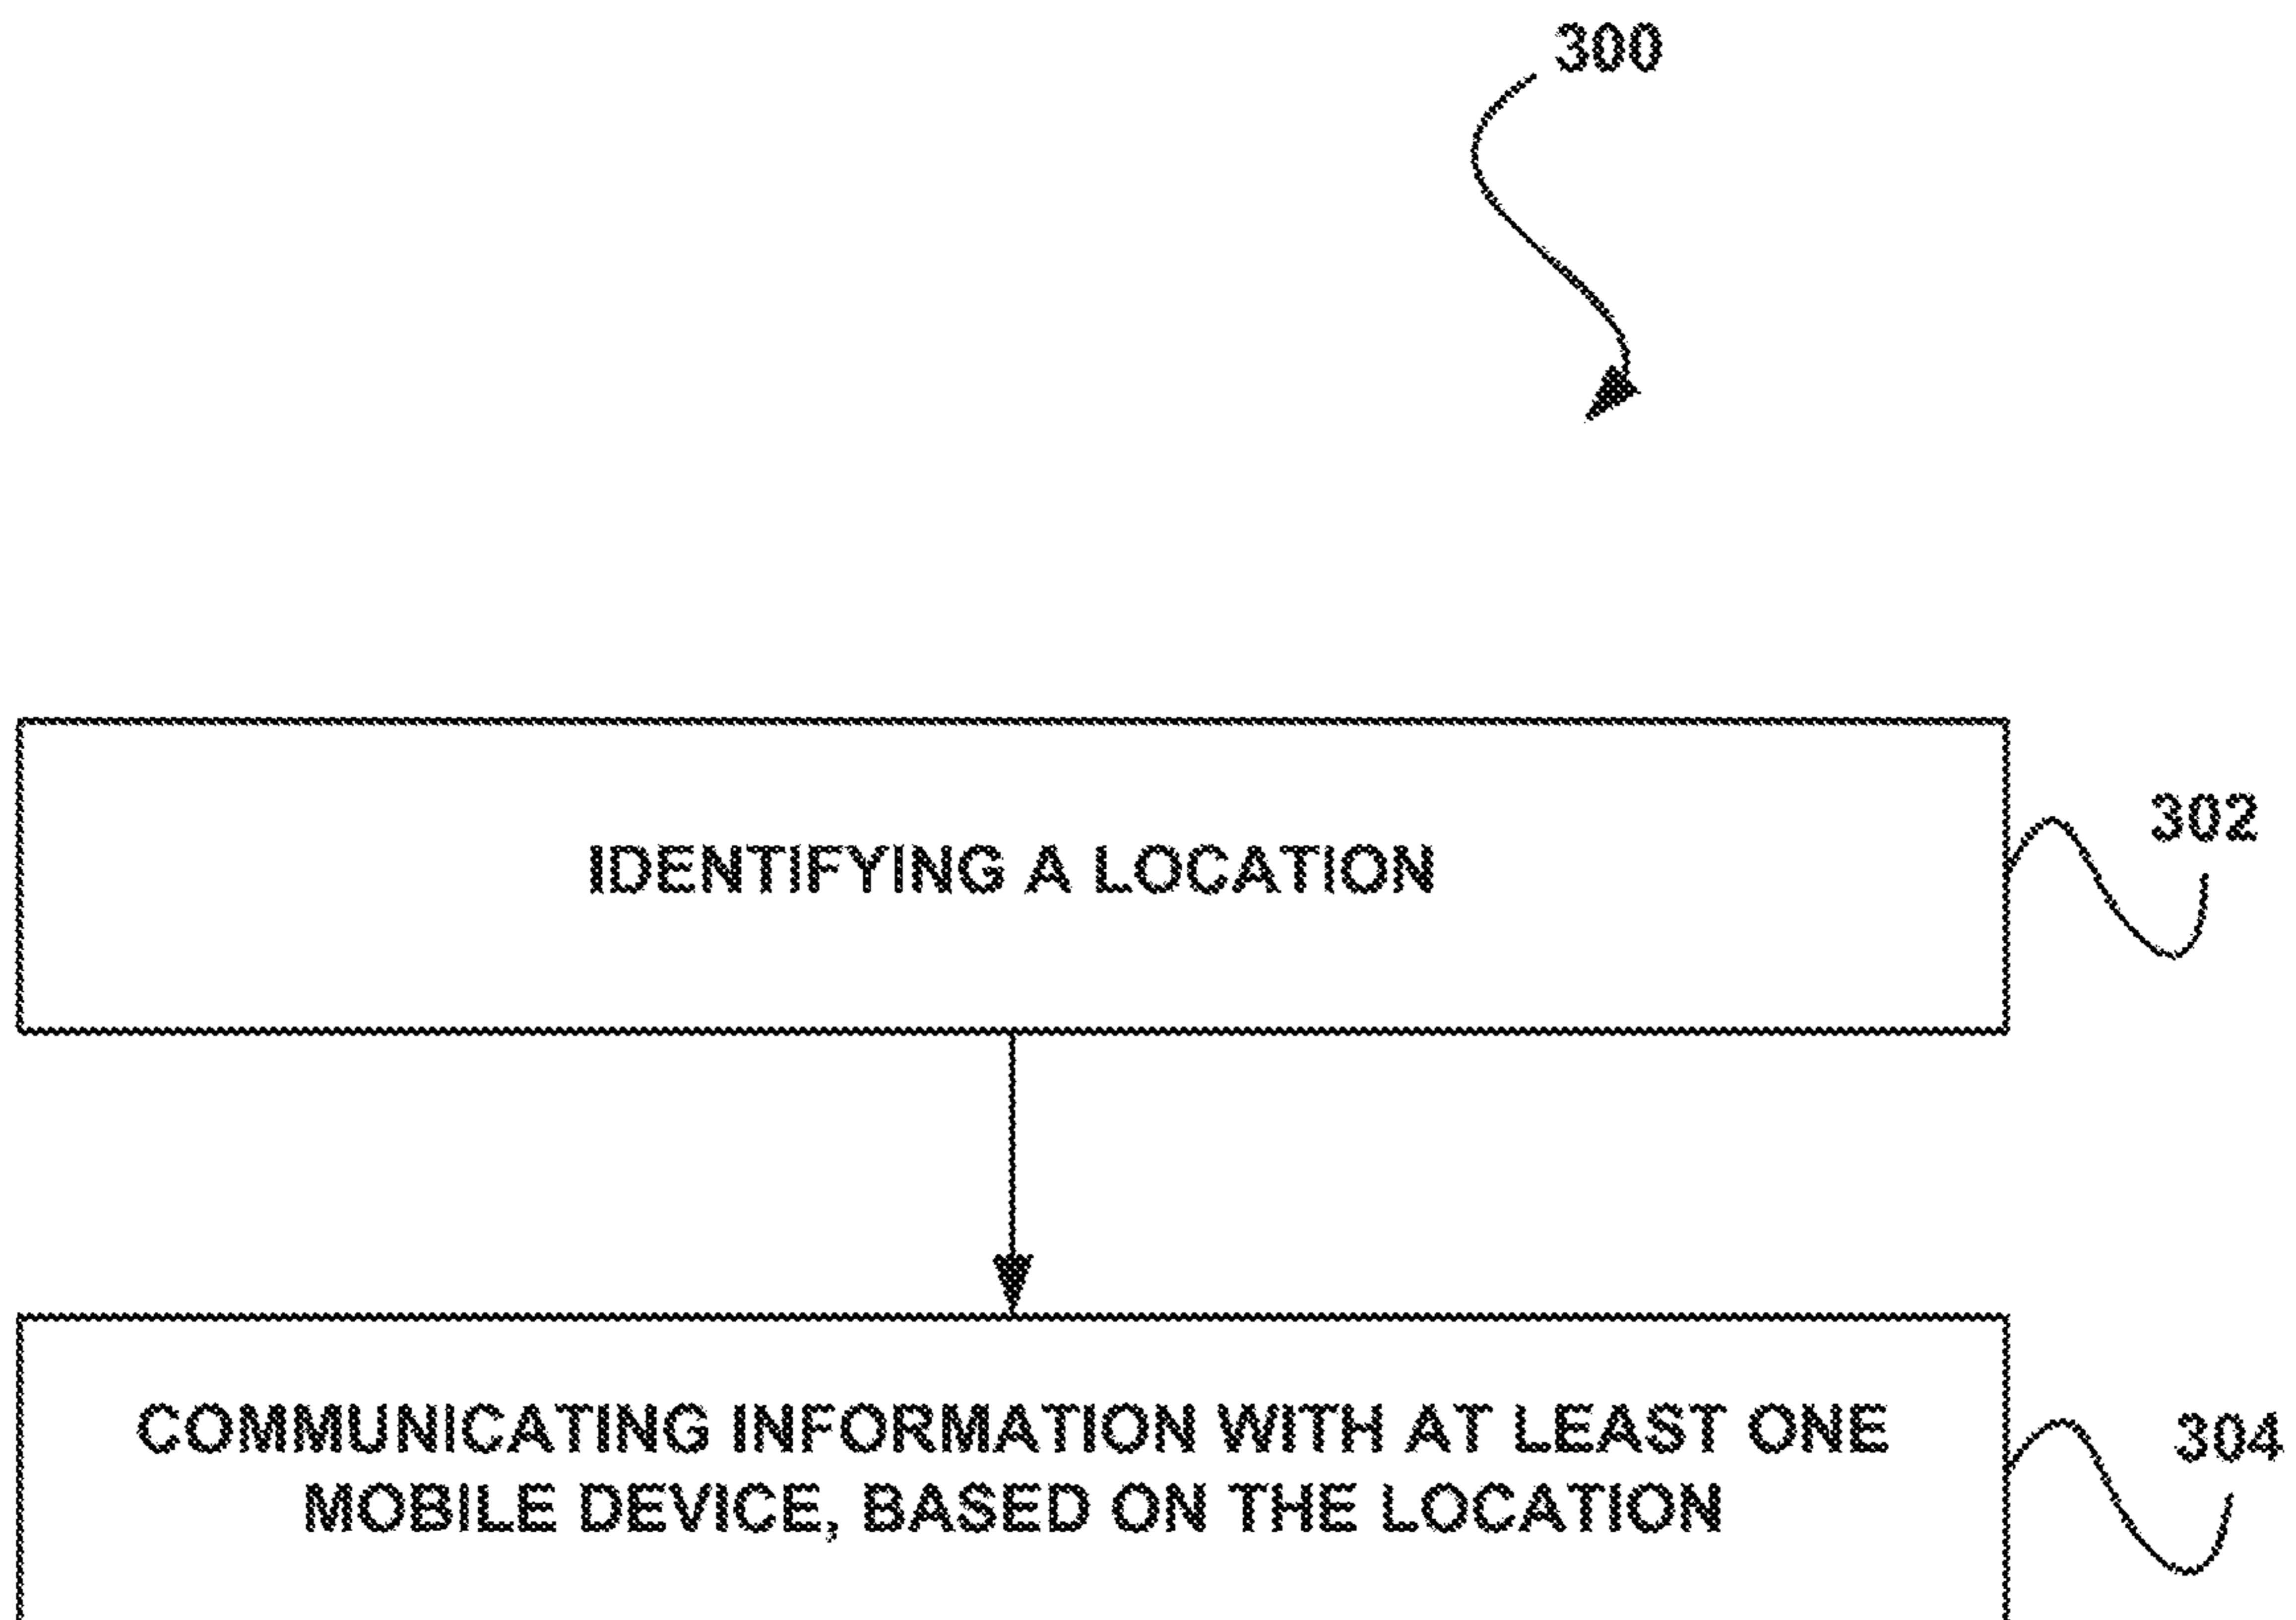 300
IDENTIFYING A LOCATION
302
COMMUNICATING INFORMATION WITH AT LEAST ONE
MOBILE DEVICE, BASED ON THE LOCATION
304